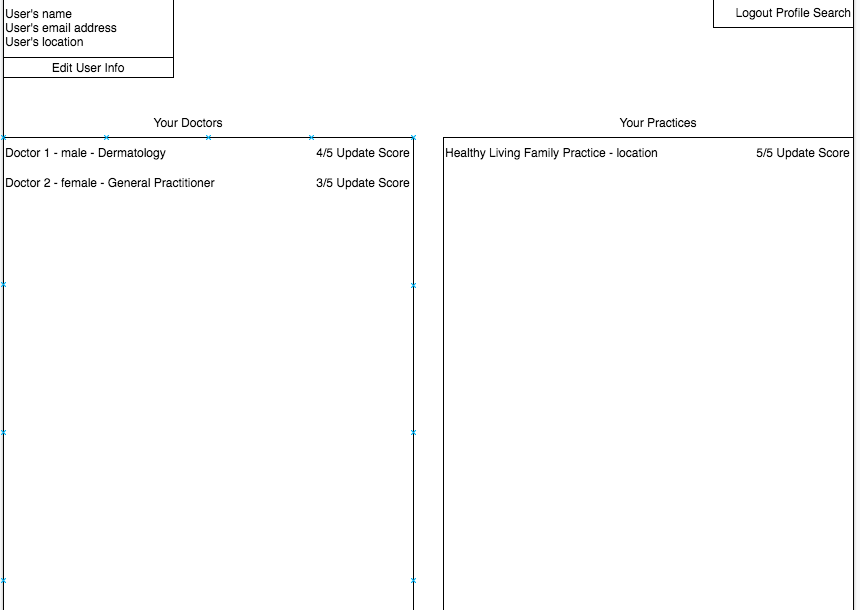 User's name
User's email address
User's location
Edit User Info
Logout Profile Search
Your Doctors
Doctor 1 - male - Dermatology 4/5 Update Score
Doctor 2 - female - General Practitioner 3/5 Update Score
Your Practices
Healthy Living Family Practice - location 5/5 Update Score